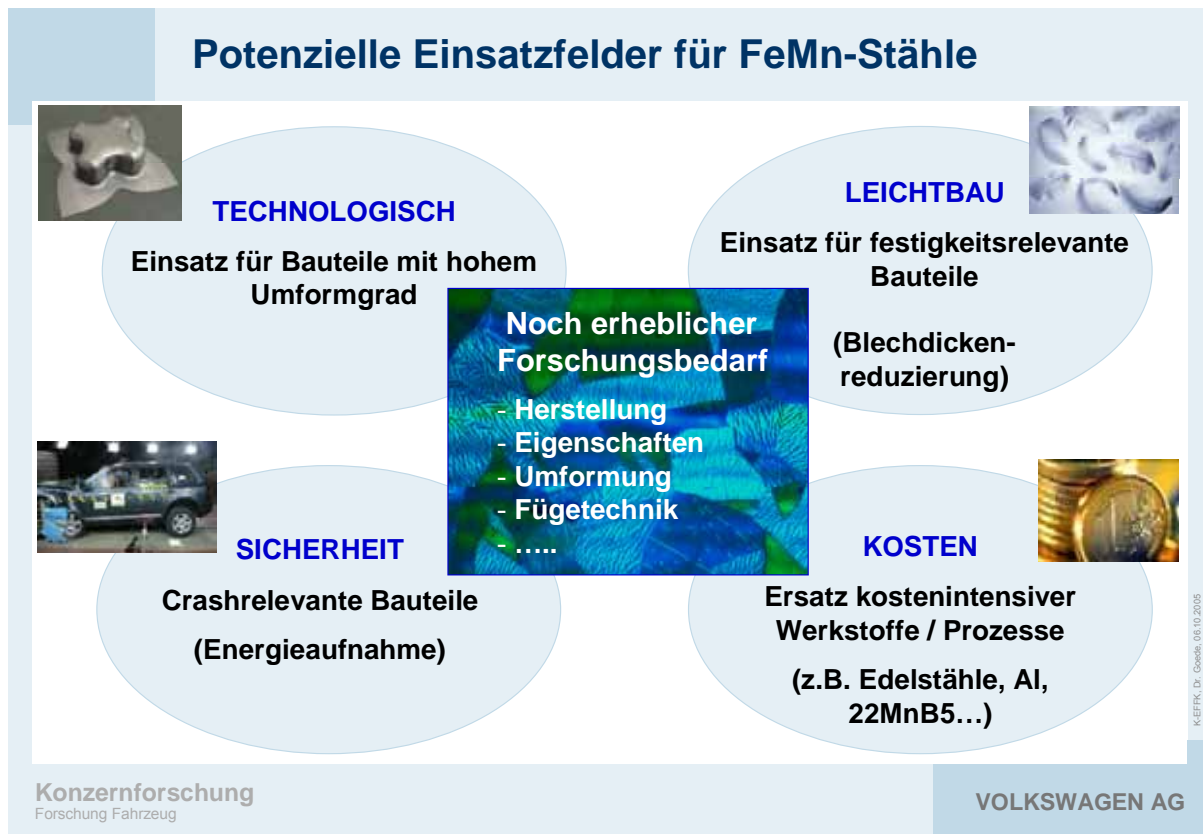 Potenzielle Einsatzfelder für FeMn-Stähle
TECHNOLOGISCH
Einsatz für Bauteile mit hohem
Umformgrad
LEICHTBAU
Einsatz für festigkeitsrelevante
Bauteile
(Blechdicken-
reduzierung)
Noch erheblicher
Forschungsbedarf
- Herstellung
- Eigenschaften
- Umformung
- Fügetechnik
- .....
SICHERHEIT
Crashrelevante Bauteile
(Energieaufnahme)
KOSTEN
Ersatz kostenintensiver
Werkstoffe / Prozesse
(z.B. Edelstähle, Al,
22MnB5…)
K-EFFK, Dr. Goede, 06.10.2005
Konzernforschung
Forschung Fahrzeug
VOLKSWAGEN AG